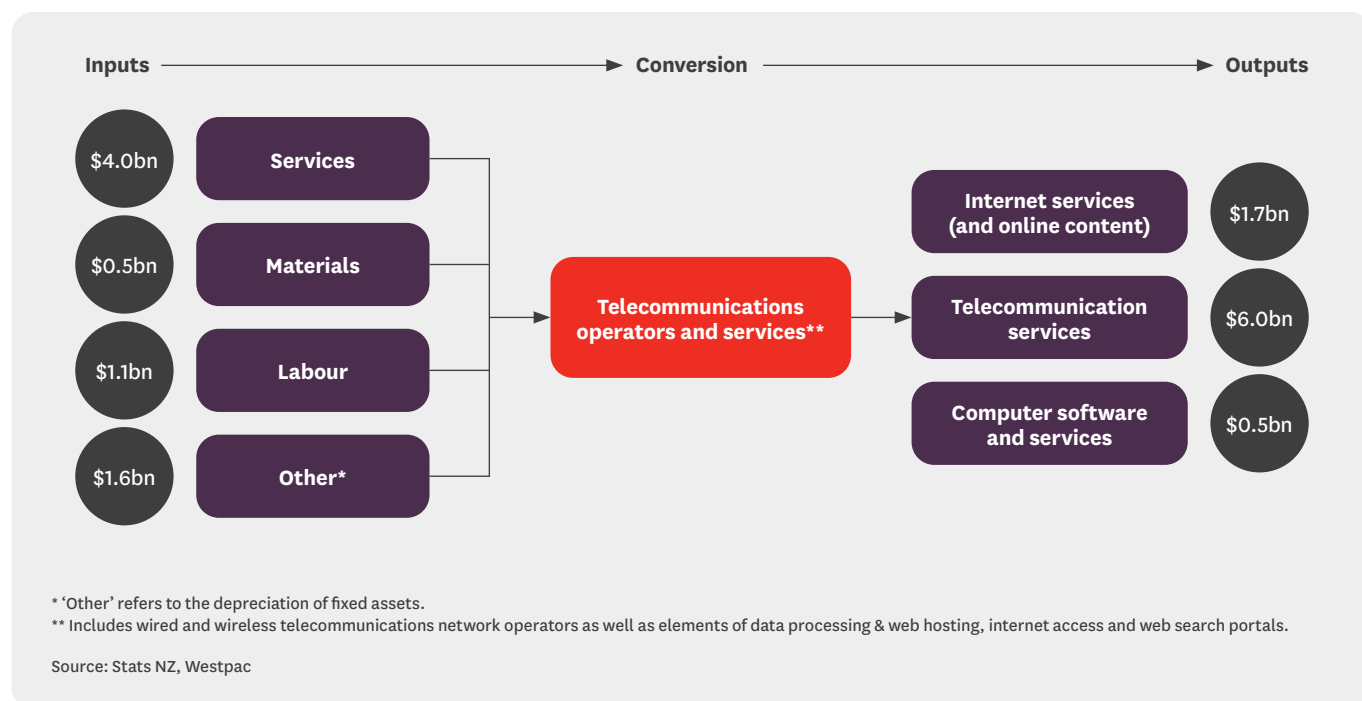 Inputs
Conversion
Outputs
$4.0bn
Services
$0.5bn
Materials
$1.1bn
Labour
$1.6bn
Other*
Telecommunications
operators and services**
Internet services
(and online content)
$1.7bn
Telecommunication
services
$6.0bn
Computer software
and services
$0.5bn
* ‘Other’ refers to the depreciation of fixed assets.
** Includes wired and wireless telecommunications network operators as well as elements of data processing & web hosting, internet access and web search portals.
Source: Stats NZ, Westpac